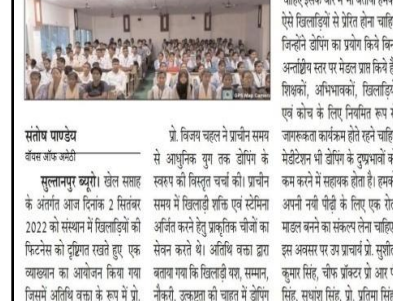 संतोष पाण्डेय
वॉयस ऑफ अमेठी
सुल्तानपुर ब्यूरो। खेल सप्ताह
के अंतर्गत आज दिनांक 2 सितंबर
2022 को संस्थान में खिलाड़ियों की
फिटनेस को दृष्टिगत रखते हुए एक
व्याख्यान का आयोजन किया गया
जिसमें अतिथि वक्ता के रूप में प्रो.
प्रो. विजय चहल ने प्राचीन समय
से आधुनिक युग तक डोपिंग के
स्वरुप की विस्तृत चर्चा की। प्राचीन
समय में खिलाड़ी शक्ति एवं स्टेमिना
अर्जित करने हेतु प्राकृतिक चीजों का
सेवन करते थे। अतिथि वक्ता द्वारा
बताया गया कि खिलाड़ी यश, सम्मान,
नौकरी, उत्कृष्टता की चाहत में डोपिंग
ऐसे खिलाड़ियों से प्रेरित होना चाहि
जिन्होंने डोपिंग का प्रयोग किये बिन
अन्तर्राष्ट्रीय स्तर पर मेडल प्राप्त किये है
शिक्षकों, अभिभावकों, खिलाड़ियं
एवं कोच के लिए नियमित रूप र
जागरूकता कार्यक्रम होते रहने चाहि
मेडीटेशन भी डोपिंग के दुष्प्रभावों क
कम करने में सहायक होता है। हमक
अपनी नयी पीढ़ी के लिए एक रोल
माडल बनने का संकल्प लेना चाहिए
इस अवसर पर उप प्राचार्य प्रो. सुशील
कुमार सिंह, चीफ प्रॉक्टर प्रो आर प
सिंह, सुधांश सिंह, प्रो. प्रतिमा सिंह